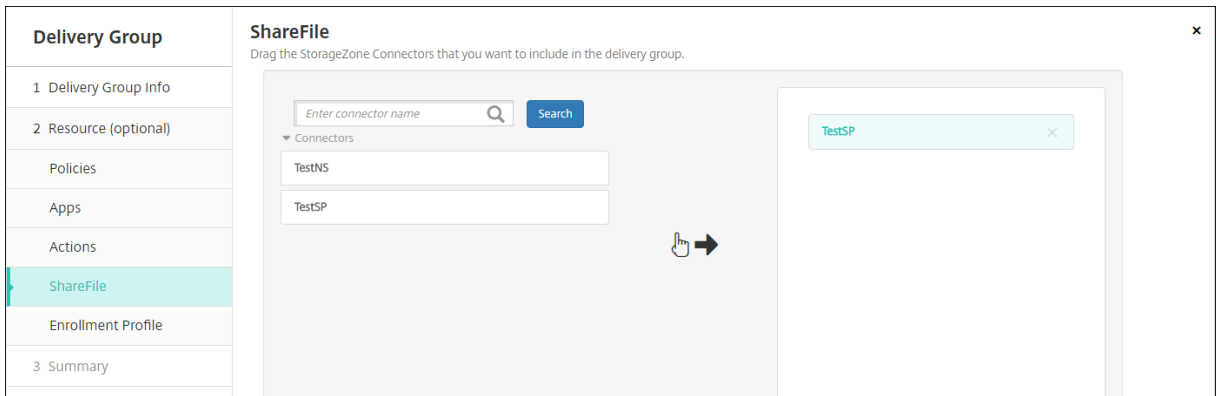 Delivery Group
1 Delivery Group Info
2 Resource (optional)
Policies
Apps
Actions
ShareFile
Enrollment Profile
3 Summary
ShareFile
Drag the StorageZone Connectors that you want to include in the delivery group.
Enter connector name
Search
Connectors
TestNS
TestSP
TestSP